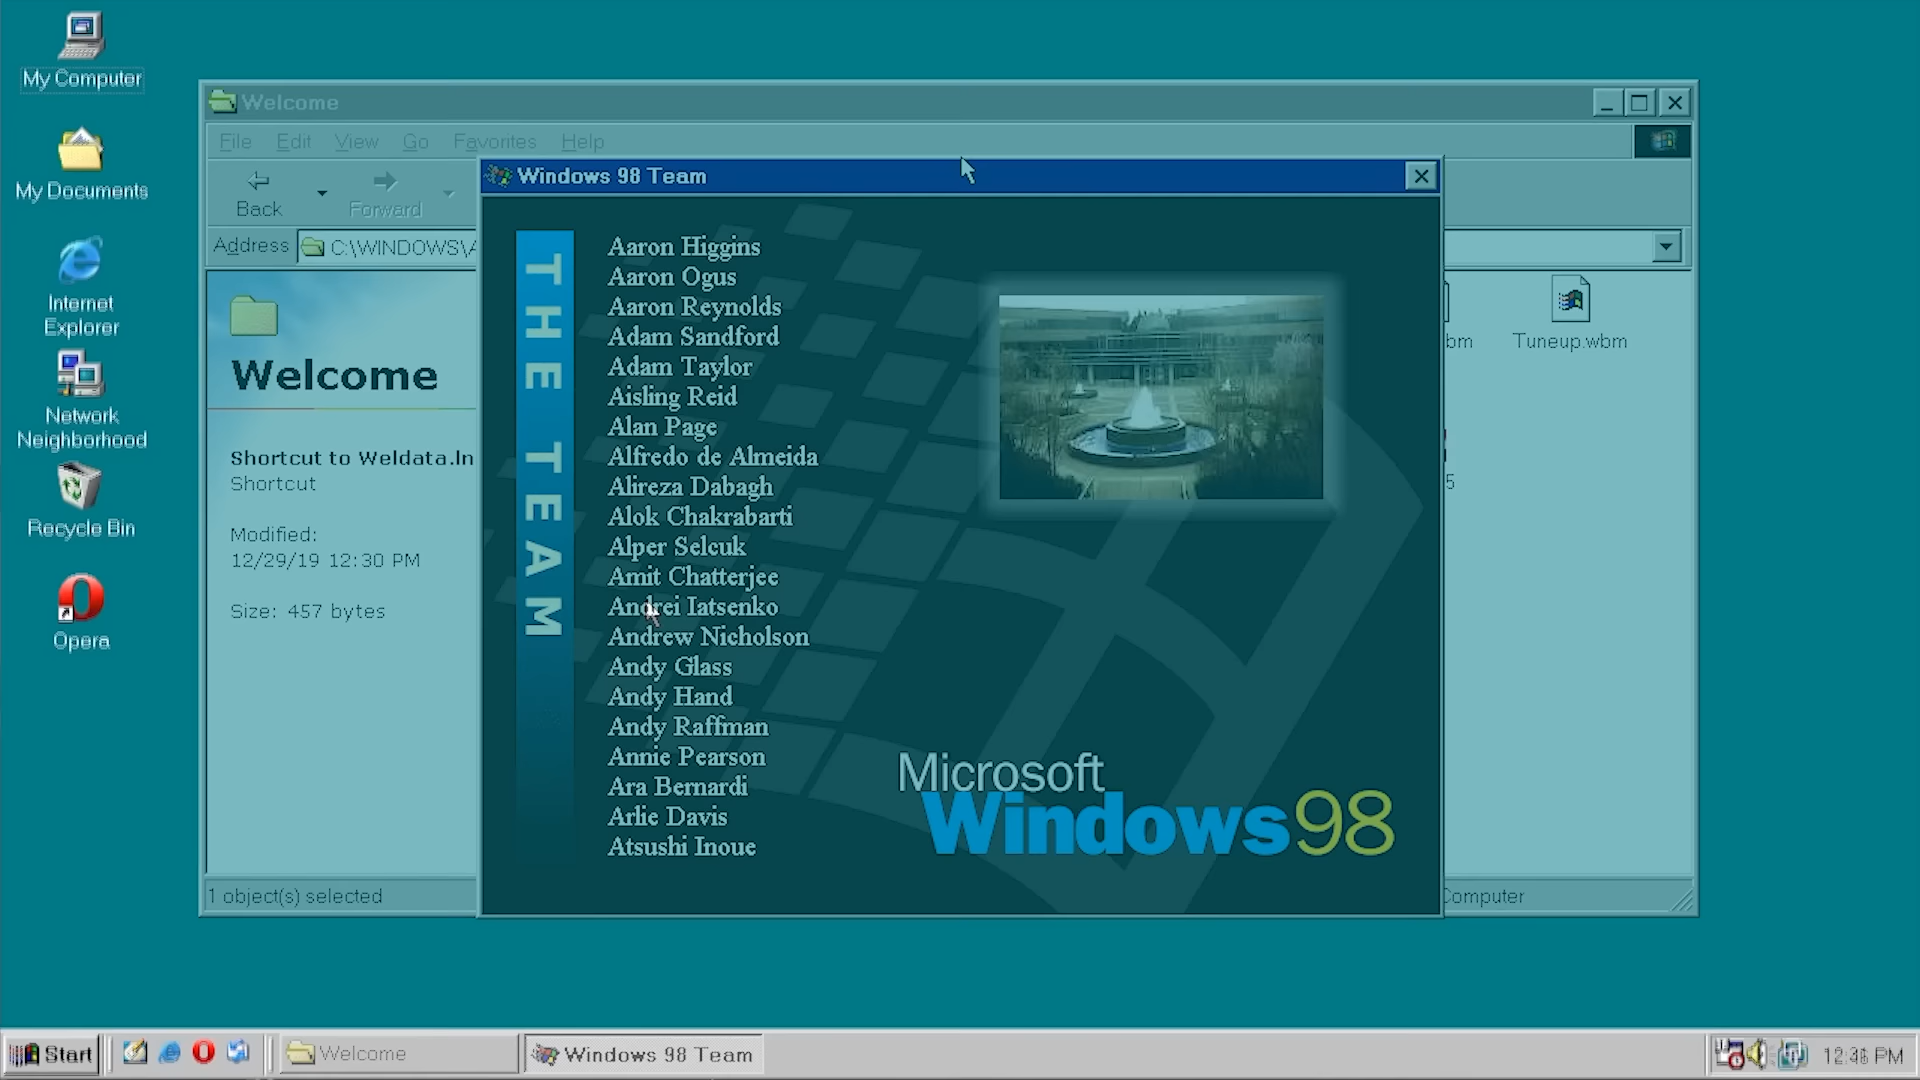 My Computer
My Documents
Internet
Explorer
Network
Neighborhood
Recycle Bin
Opera
Welcome
File Edit View Go Favorites Help
Back Forward
Address C:\WINDOWS\A
Welcome
Shortcut to Weldata.ln
Shortcut
Modified:
12/29/19 12:30 PM
Size: 457 bytes
1 object(s) selected
Windows 98 Team
THE TEAM
Aaron Higgins
Aaron Ogus
Aaron Reynolds
Adam Sandford
Adam Taylor
Aisling Reid
Alan Page
Alfredo de Almeida
Alireza Dabagh
Alok Chakrabarti
Alper Selcuk
Amit Chatterjee
Andrei Iatsenko
Andrew Nicholson
Andy Glass
Andy Hand
Andy Raffman
Annie Pearson
Ara Bernardi
Arlie Davis
Atsushi Inoue
Microsoft
Windows 98
bm
Tuneup.wbm
5
Computer
Start
Welcome
Windows 98 Team
PM